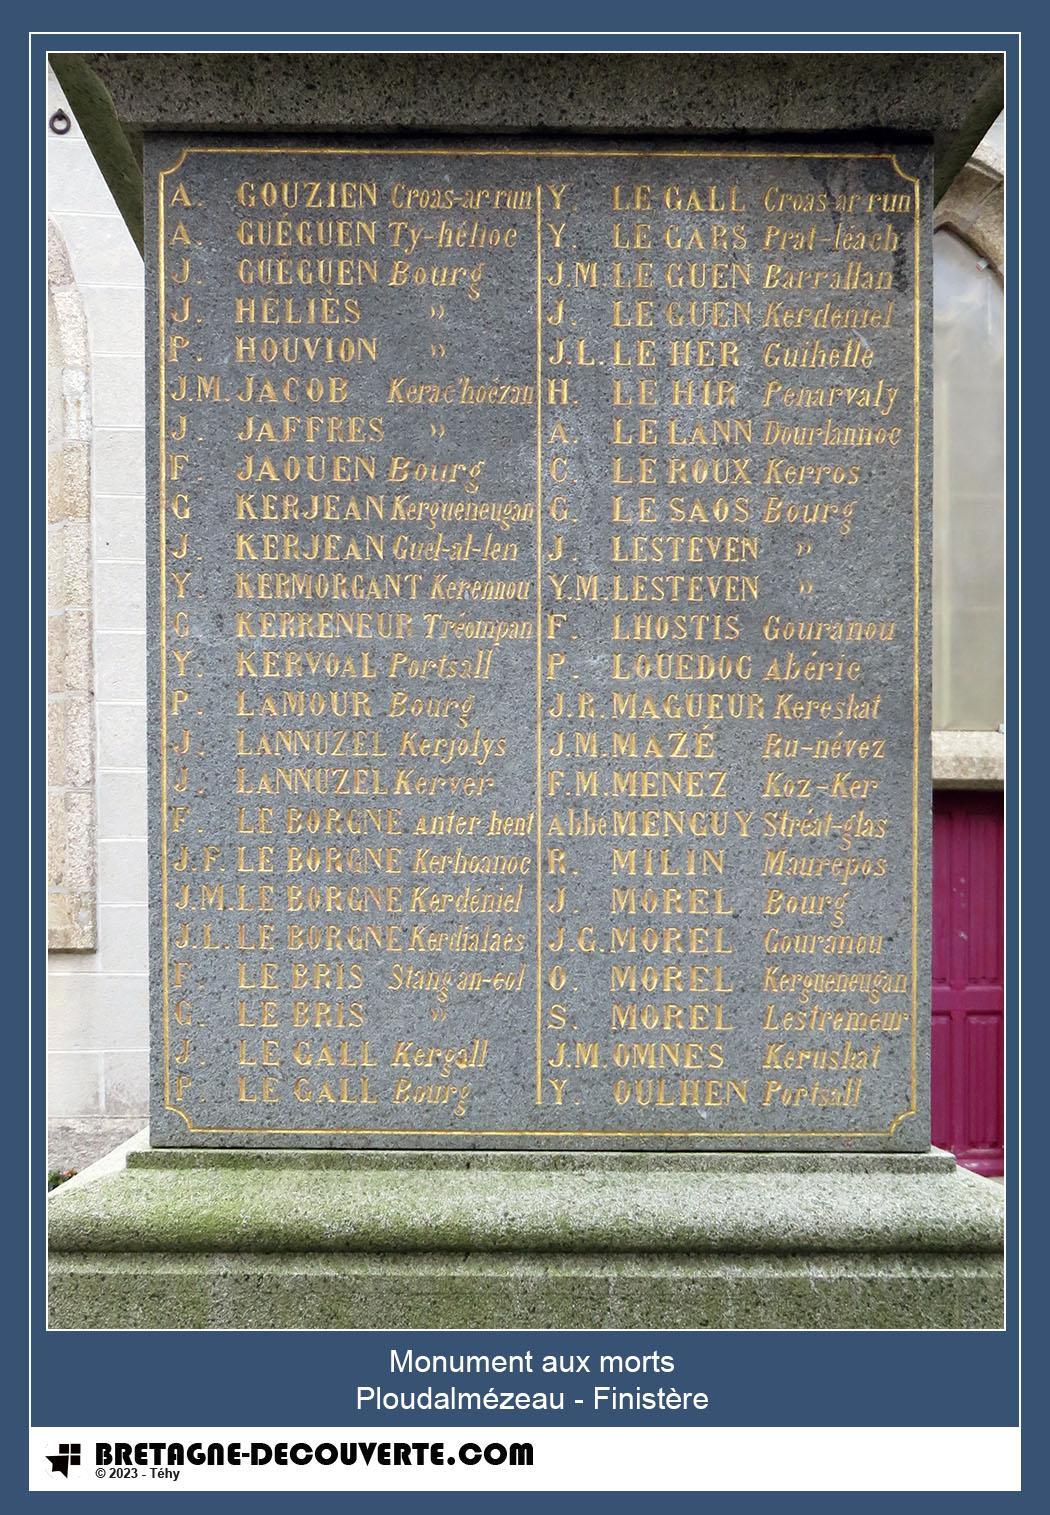 A. GOUZIEN Croas-ar-run
A. GUÉGUEN Ty-hélioc
J. GUÉGUEN Bourg
J. HELIÈS »
P. HOUVION »
J.M. JACOB Kerac'hoézan
J. JAFFRES »
F. JAOUEN Bourg
G KERJEAN Kergueneugan
J. KERJEAN Guel-al-len
Y. KERMORGANT Kerennou
G KERRENEUR Tréompan
Y. KERVOAL Portsall
P. LAMOUR Bourg
J. LANNUZEL Kerjolys
J. LANNUZEL Kerver
F. LE BORGNE Anter-hent
J.F. LE BORGNE Kerhoanoc
J.M. LE BORGNE Kerdéniel
J.L. LE BORGNE Kerdialaès
F. LE BRIS Stang-an-eol
G. LE BRIS »
J. LE GALL Kergall
P. LE GALL Bourg
Y. LE GALL Croas ar run
Y. LE GARS Prat-léach
J.M. LE GUEN Barrallan
J. LE GUEN Kerdéniel
J.L. LE HER Guihelle
H. LE HIR Penarvaly
A. LE LANN Dourlannoc
C. LE ROUX Kerros
G. LE SAOS Bourg
J. LESTEVEN »
Y.M. LESTEVEN »
F. LHOSTIS Gouranou
P. LOUEDOC Abéric
J.R. MAGUEUR Kereskat
J.M. MAZÉ Ru-névez
F.M. MENEZ Koz-Ker
Abbé MENGUY Stréat-glas
R. MILIN Maurepos
J. MOREL Bourg
J.G. MOREL Gouranou
O. MOREL Kergueneugan
S. MOREL Lestremeur
J.M. OMNES Keruskat
Y. OULHEN Portsall
Monument aux morts
Ploudalmézeau - Finistère
BRETAGNE-DECOUVERTE.COM
© 2023 - Téhy